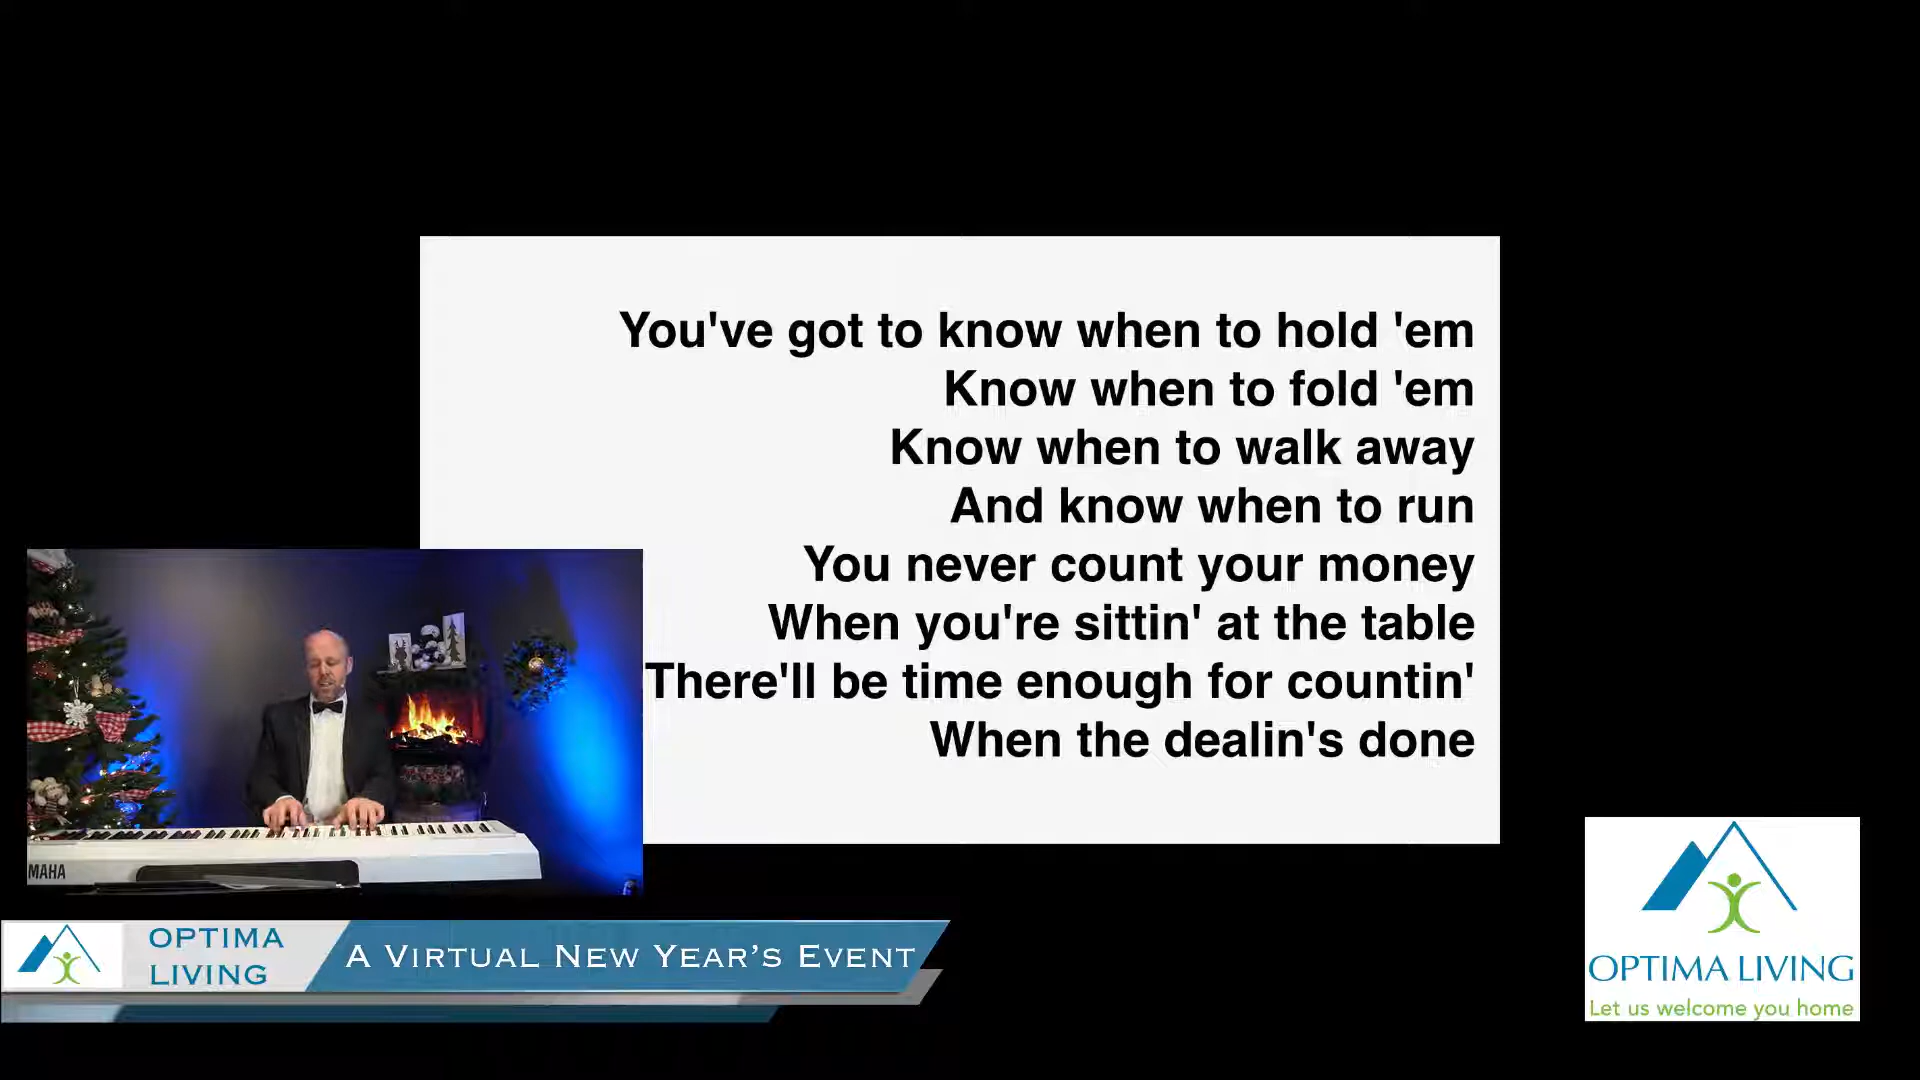 You've got to know when to hold 'em
Know when to fold 'em
Know when to walk away
And know when to run
You never count your money
When you're sittin' at the table
There'll be time enough for countin'
When the dealin's done
MAHA
OPTIMA
LIVING
A VIRTUAL NEW YEAR'S EVENT
OPTIMA LIVING
Let us welcome you home